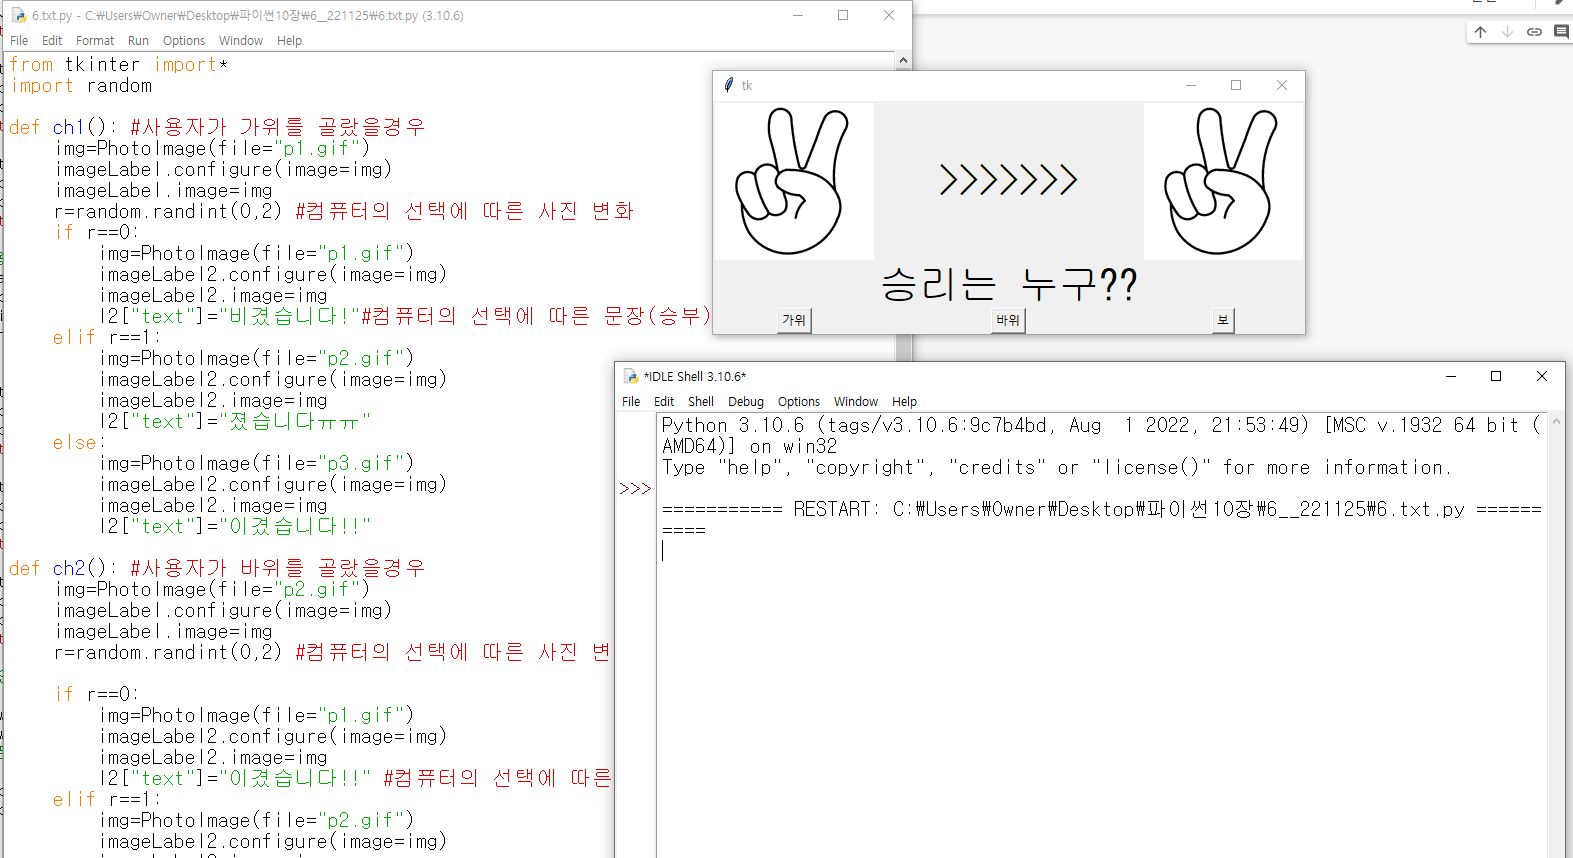 6.txt.py - C:₩Users₩Owner₩Desktop₩파이썬10장₩6__221125₩6.txt.py (3.10.6)
File Edit Format Run Options Window Help
from tkinter import*
import random
def ch1(): #사용자가 가위를 골랐을경우
img=PhotoImage(file="p1.gif")
imageLabel.configure(image=img)
imageLabel.image=img
r=random.randint(0,2) #컴퓨터의 선택에 따른 사진 변화
if r==0:
img=PhotoImage(file="p1.gif")
imageLabel2.configure(image=img)
imageLabel2.image=img
l2["text"]="비겼습니다!"#컴퓨터의 선택에 따른 문장(승부)
elif r==1:
img=PhotoImage(file="p2.gif")
imageLabel2.configure(image=img)
imageLabel2.image=img
l2["text"]="졌습니다ㅠㅠ"
else:
img=PhotoImage(file="p3.gif")
imageLabel2.configure(image=img)
imageLabel2.image=img
l2["text"]="이겼습니다!!"
def ch2(): #사용자가 바위를 골랐을경우
img=PhotoImage(file="p2.gif")
imageLabel.configure(image=img)
imageLabel.image=img
r=random.randint(0,2) #컴퓨터의 선택에 따른 사진 변
if r==0:
img=PhotoImage(file="p1.gif")
imageLabel2.configure(image=img)
imageLabel2.image=img
l2["text"]="이겼습니다!!" #컴퓨터의 선택에 따른
elif r==1:
img=PhotoImage(file="p2.gif")
imageLabel2.configure(image=img)
tk
>>>>>>>
승리는 누구??
가위 바위 보
*IDLE Shell 3.10.6*
File Edit Shell Debug Options Window Help
Python 3.10.6 (tags/v3.10.6:9c7b4bd, Aug  1 2022, 21:53:49) [MSC v.1932 64 bit (
AMD64)] on win32
Type "help", "copyright", "credits" or "license()" for more information.
>>>
=========== RESTART: C:₩Users₩Owner₩Desktop₩파이썬10장₩6__221125₩6.txt.py ======
====